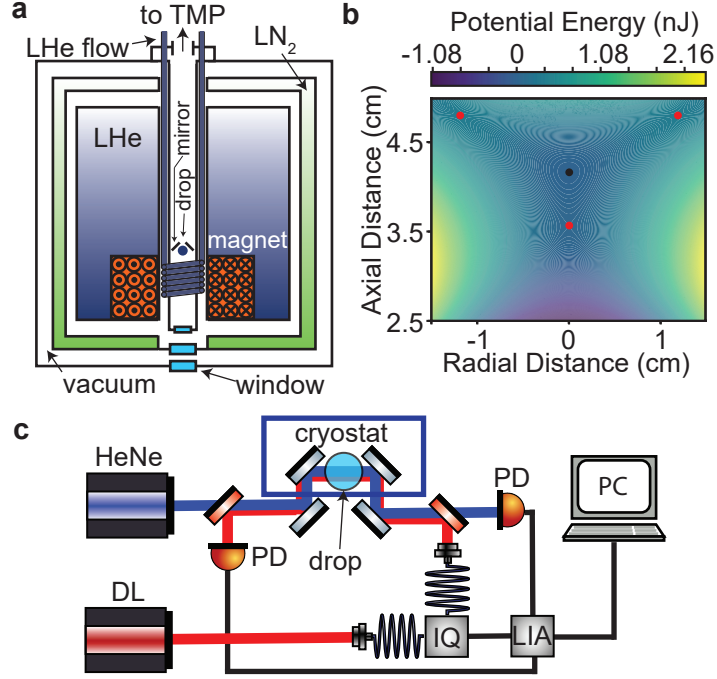 a
to TMP
LHe flow
LN₂
LHe
mirror
drop
magnet
vacuum
window
b
Potential Energy (nJ)
-1.08 0 1.08 2.16
Axial Distance (cm)
4.5
3.5
2.5
-1 0 1
Radial Distance (cm)
c
HeNe
cryostat
PD
PC
PD
drop
DL
IQ
LIA